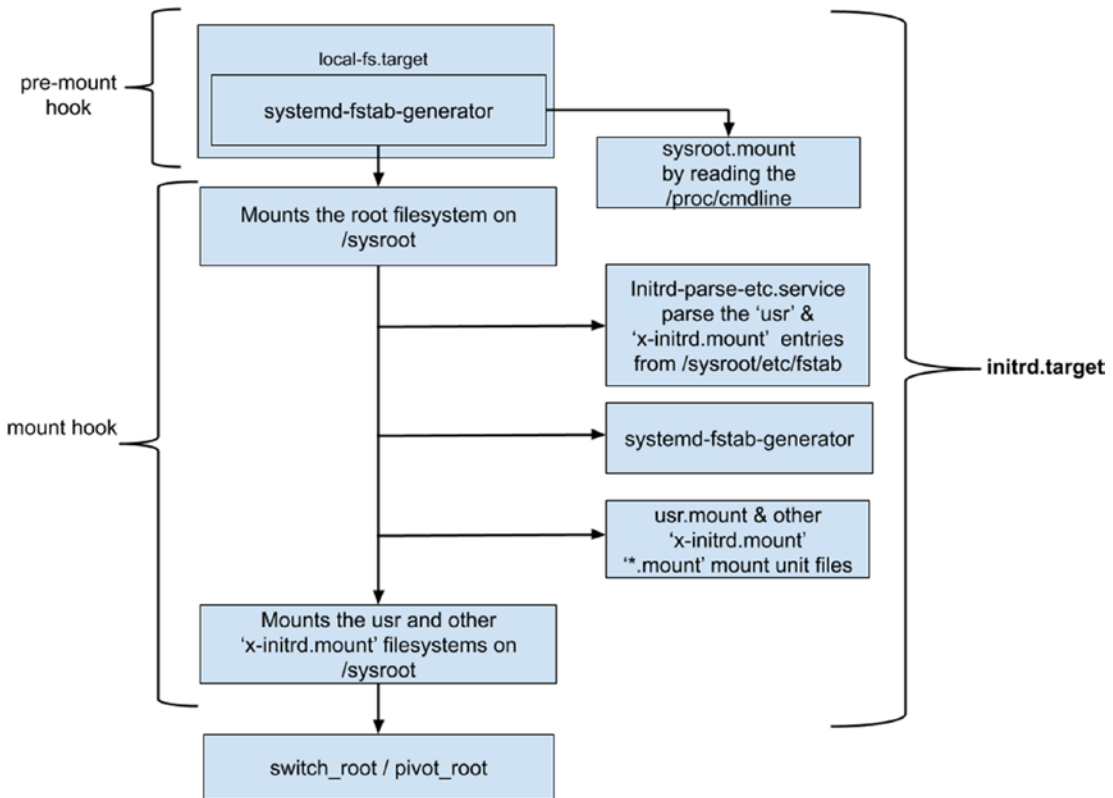 pre-mount
hook
local-fs.target
systemd-fstab-generator
sysroot.mount
by reading the
/proc/cmdline
Mounts the root filesystem on
/sysroot
Initrd-parse-etc.service
parse the ‘usr’ &
‘x-initrd.mount’ entries
from /sysroot/etc/fstab
initrd.target
mount hook
systemd-fstab-generator
usr.mount & other
‘x-initrd.mount’
‘*.mount’ mount unit files
Mounts the usr and other
‘x-initrd.mount’ filesystems on
/sysroot
switch_root / pivot_root